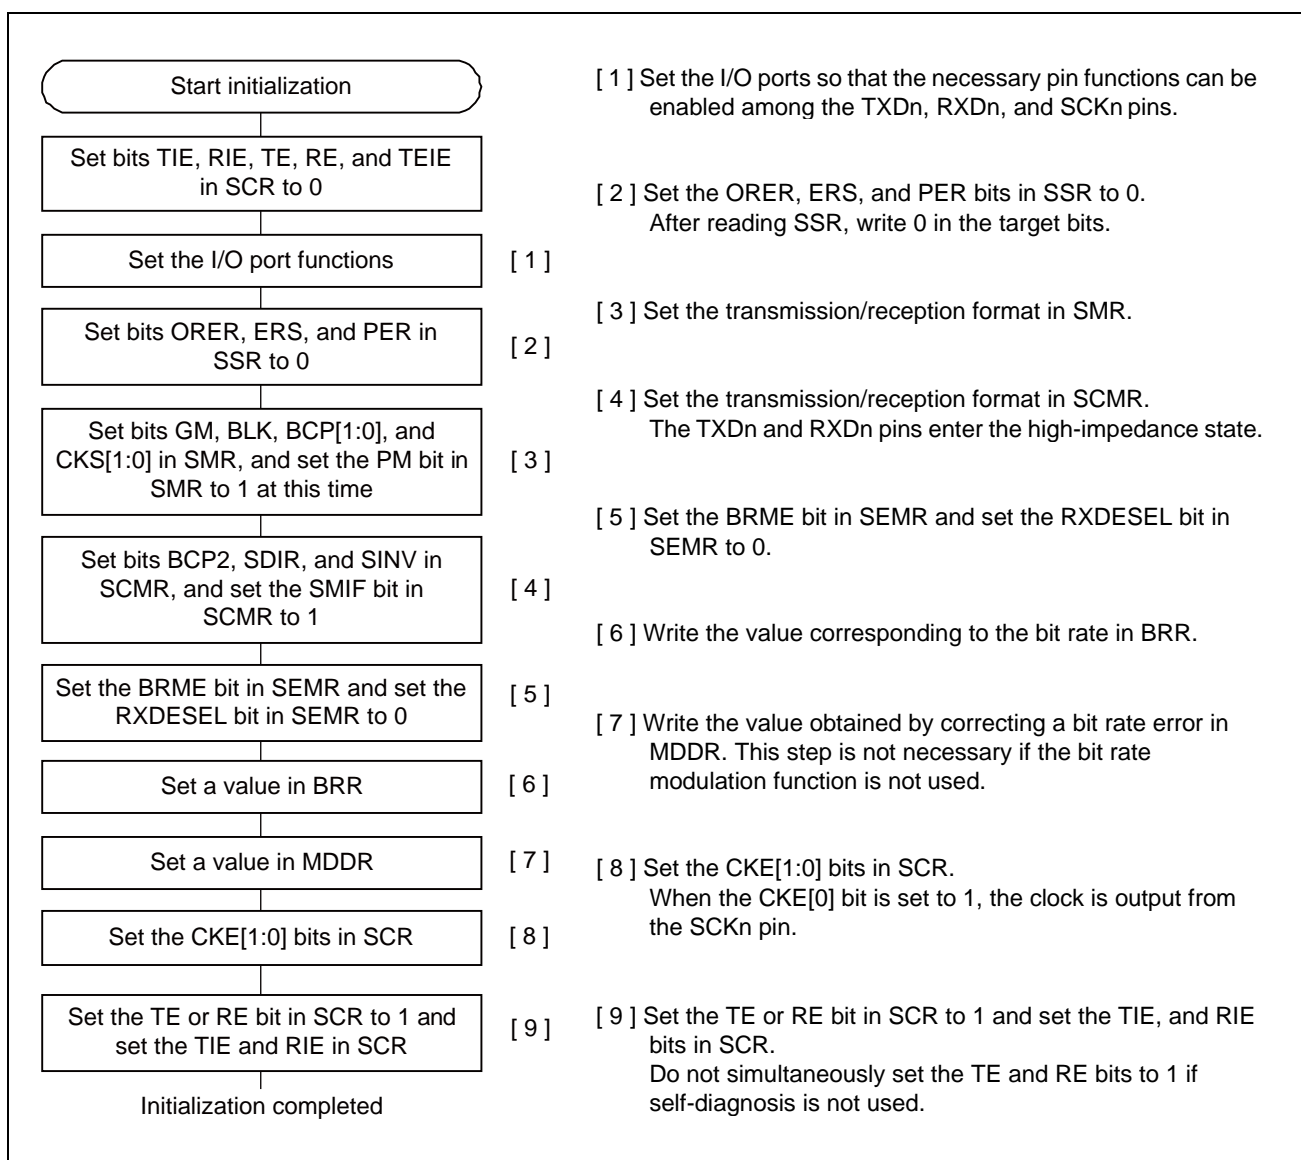 Start initialization
Set bits TIE, RIE, TE, RE, and TEIE
in SCR to 0
Set the I/O port functions
[ 1 ]
Set bits ORER, ERS, and PER in
SSR to 0
[ 2 ]
Set bits GM, BLK, BCP[1:0], and
CKS[1:0] in SMR, and set the PM bit in
SMR to 1 at this time
[ 3 ]
Set bits BCP2, SDIR, and SINV in
SCMR, and set the SMIF bit in
SCMR to 1
[ 4 ]
Set the BRME bit in SEMR and set the
RXDESEL bit in SEMR to 0
[ 5 ]
Set a value in BRR
[ 6 ]
Set a value in MDDR
[ 7 ]
Set the CKE[1:0] bits in SCR
[ 8 ]
Set the TE or RE bit in SCR to 1 and
set the TIE and RIE in SCR
[ 9 ]
Initialization completed
[ 1 ] Set the I/O ports so that the necessary pin functions can be
enabled among the TXDn, RXDn, and SCKn pins.
[ 2 ] Set the ORER, ERS, and PER bits in SSR to 0.
After reading SSR, write 0 in the target bits.
[ 3 ] Set the transmission/reception format in SMR.
[ 4 ] Set the transmission/reception format in SCMR.
The TXDn and RXDn pins enter the high-impedance state.
[ 5 ] Set the BRME bit in SEMR and set the RXDESEL bit in
SEMR to 0.
[ 6 ] Write the value corresponding to the bit rate in BRR.
[ 7 ] Write the value obtained by correcting a bit rate error in
MDDR. This step is not necessary if the bit rate
modulation function is not used.
[ 8 ] Set the CKE[1:0] bits in SCR.
When the CKE[0] bit is set to 1, the clock is output from
the SCKn pin.
[ 9 ] Set the TE or RE bit in SCR to 1 and set the TIE, and RIE
bits in SCR.
Do not simultaneously set the TE and RE bits to 1 if
self-diagnosis is not used.